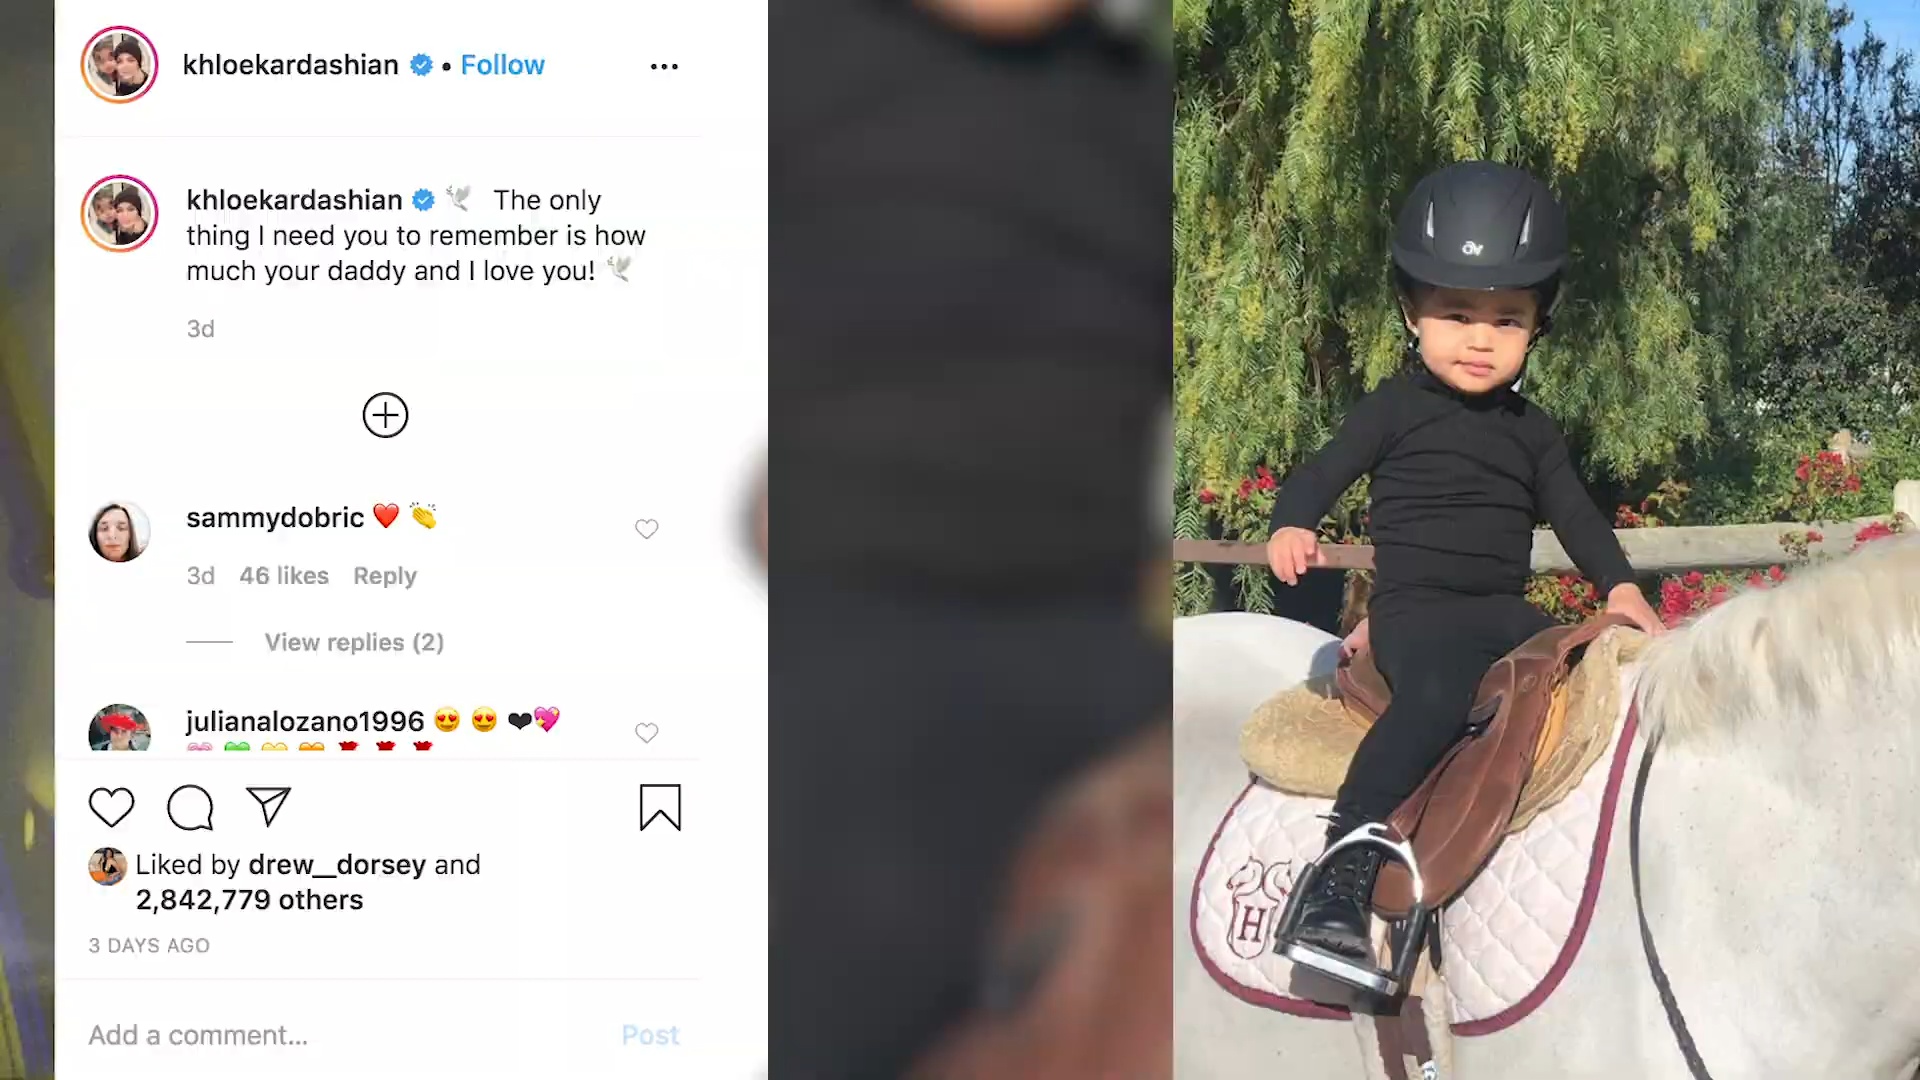 khloekardashian • Follow
khloekardashian 🕊 The only
thing I need you to remember is how
much your daddy and I love you! 🕊
3d
sammydobric ❤️ 👏
3d 46 likes Reply
View replies (2)
julianalozano1996 😍 😍 ❤💖
Liked by drew__dorsey and
2,842,779 others
3 DAYS AGO
Add a comment... Post
H